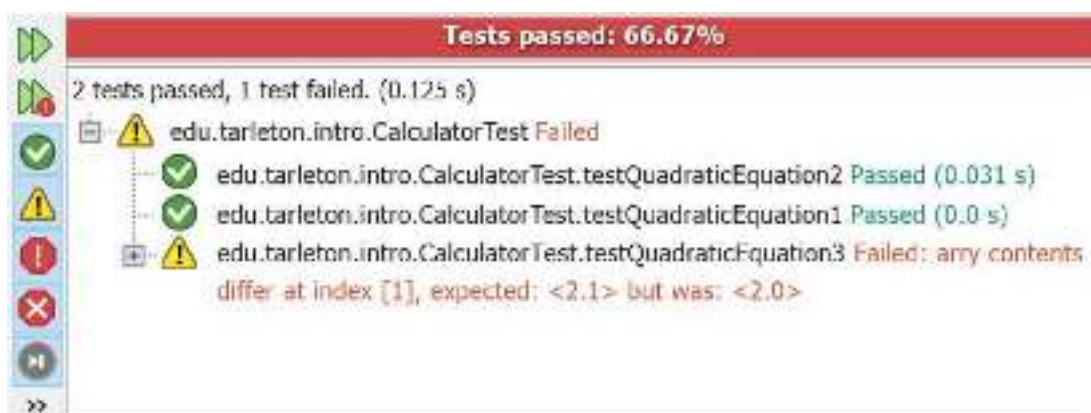 Tests passed: 66.67%
2 tests passed, 1 test failed. (0.125 s)
edu.tarleton.intro.CalculatorTest Failed
edu.tarleton.intro.CalculatorTest.testQuadraticEquation2 Passed (0.031 s)
edu.tarleton.intro.CalculatorTest.testQuadraticEquation1 Passed (0.0 s)
edu.tarleton.intro.CalculatorTest.testQuadraticEquation3 Failed: arry contents
differ at index [1], expected: <2.1> but was: <2.0>